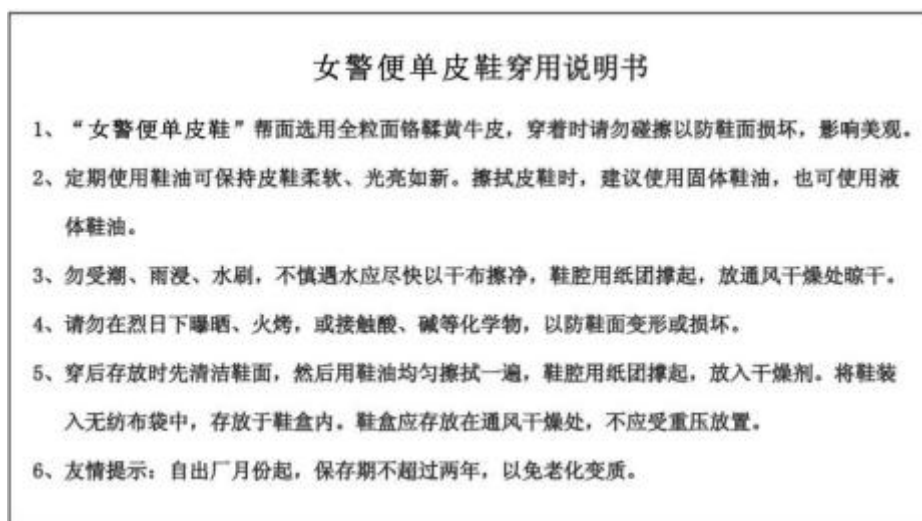 女警便单皮鞋穿用说明书
1、“女警便单皮鞋”帮面选用全粒面铬鞣黄牛皮，穿着时请勿碰擦以防鞋面损坏，影响美观。
2、定期使用鞋油可保持皮鞋柔软、光亮如新。擦拭皮鞋时，建议使用固体鞋油，也可使用液
体鞋油。
3、勿受潮、雨浸、水刷，不慎遇水应尽快以干布擦净，鞋腔用纸团撑起，放通风干燥处晾干。
4、请勿在烈日下曝晒、火烤，或接触酸、碱等化学物，以防鞋面变形或损坏。
5、穿后存放时先清洁鞋面，然后用鞋油均匀擦拭一遍，鞋腔用纸团撑起，放入干燥剂。将鞋装
入无纺布袋中，存放于鞋盒内。鞋盒应存放在通风干燥处，不应受重压放置。
6、友情提示：自出厂月份起，保存期不超过两年，以免老化变质。